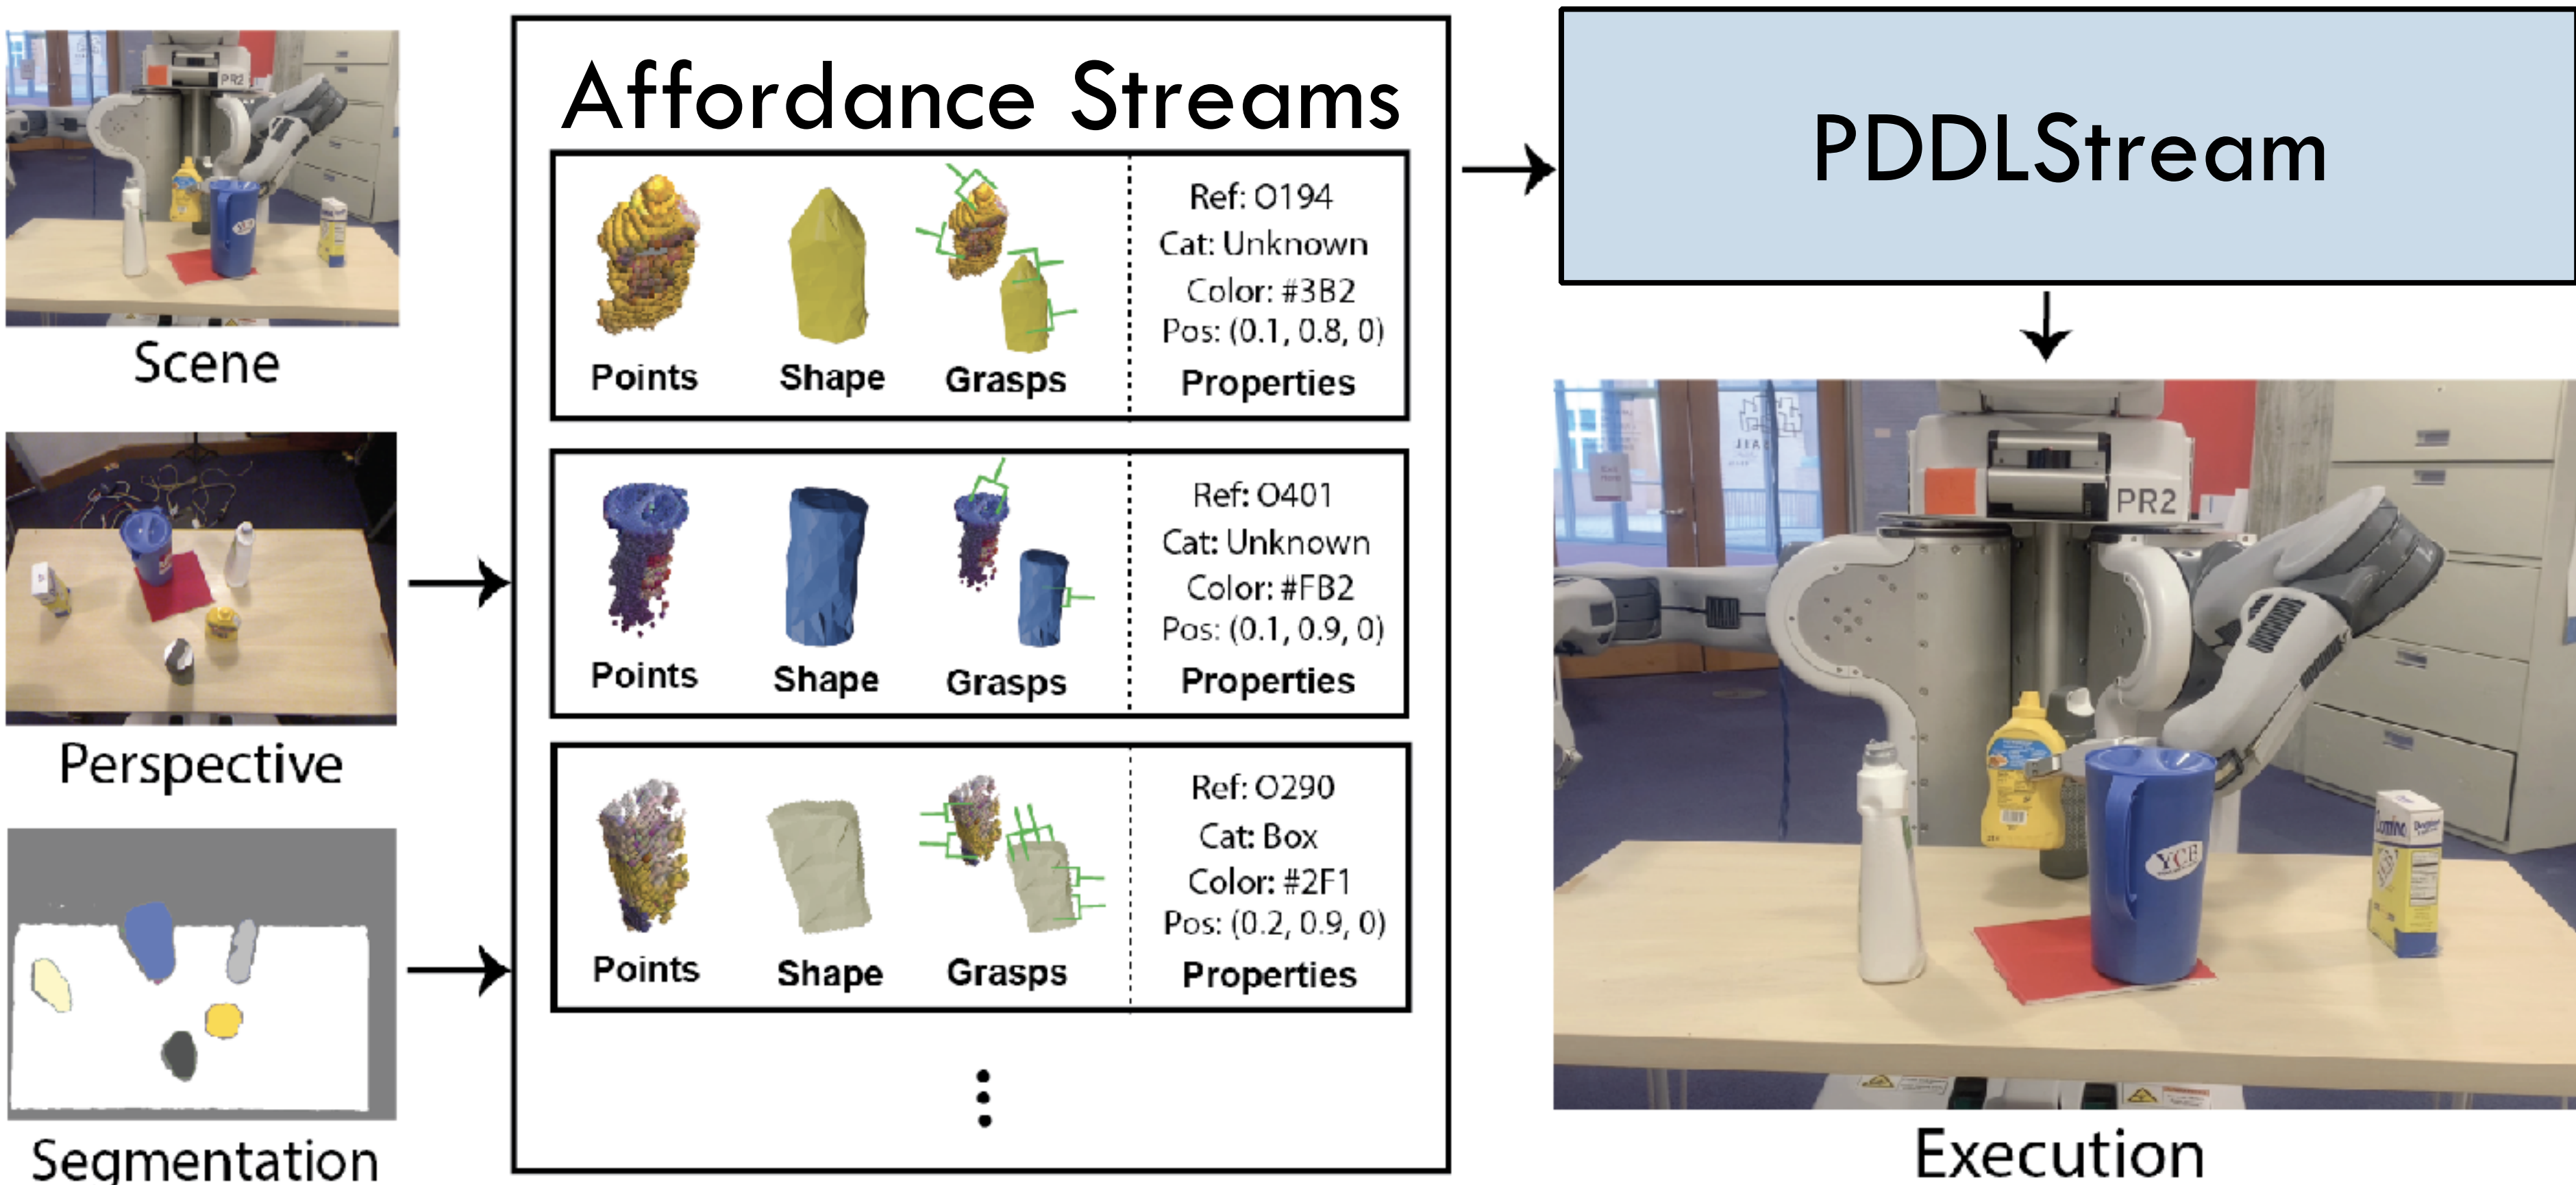 Scene
Perspective
Segmentation
Affordance Streams
Ref: O194
Cat: Unknown
Color: #3B2
Pos: (0.1, 0.8, 0)
Points
Shape
Grasps
Properties
Ref: O401
Cat: Unknown
Color: #FB2
Pos: (0.1, 0.9, 0)
Points
Shape
Grasps
Properties
Ref: O290
Cat: Box
Color: #2F1
Pos: (0.2, 0.9, 0)
Points
Shape
Grasps
Properties
PDDLStream
PR2
PR2
YCB
Domino
Execution